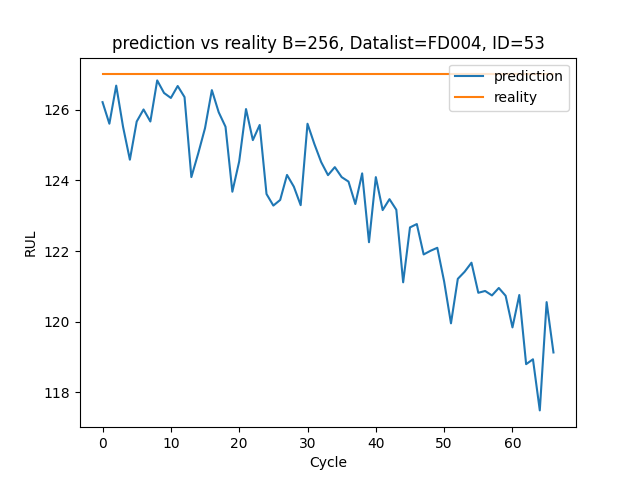 prediction vs reality B=256, Datalist=FD004, ID=53
prediction
reality
126
124
122
120
118
RUL
0 10 20 30 40 50 60
Cycle